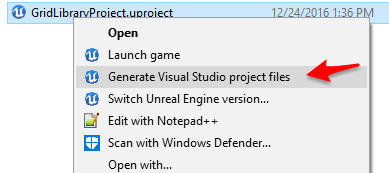 GridLibraryProject.uproject 12/24/2016 1:36 PM
Open
Launch game
Generate Visual Studio project files
Switch Unreal Engine version...
Edit with Notepad++
Scan with Windows Defender...
Open with...